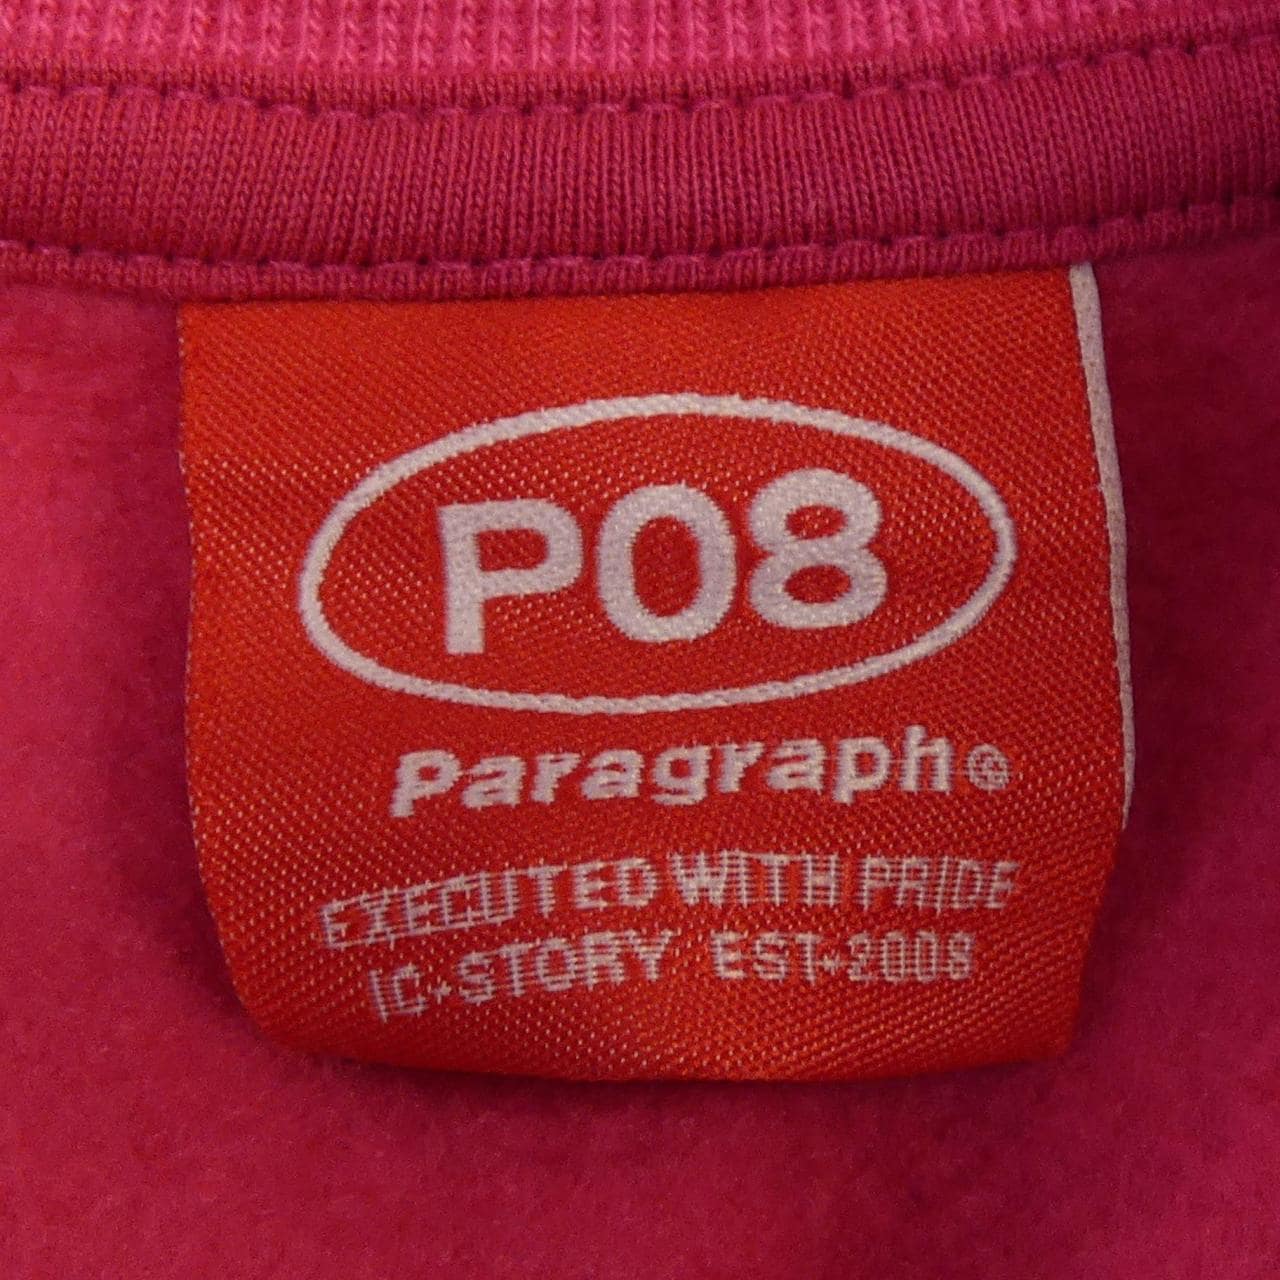 P08
Paragraph®
EXECUTED WITH PRIDE
IC★STORY EST★2008